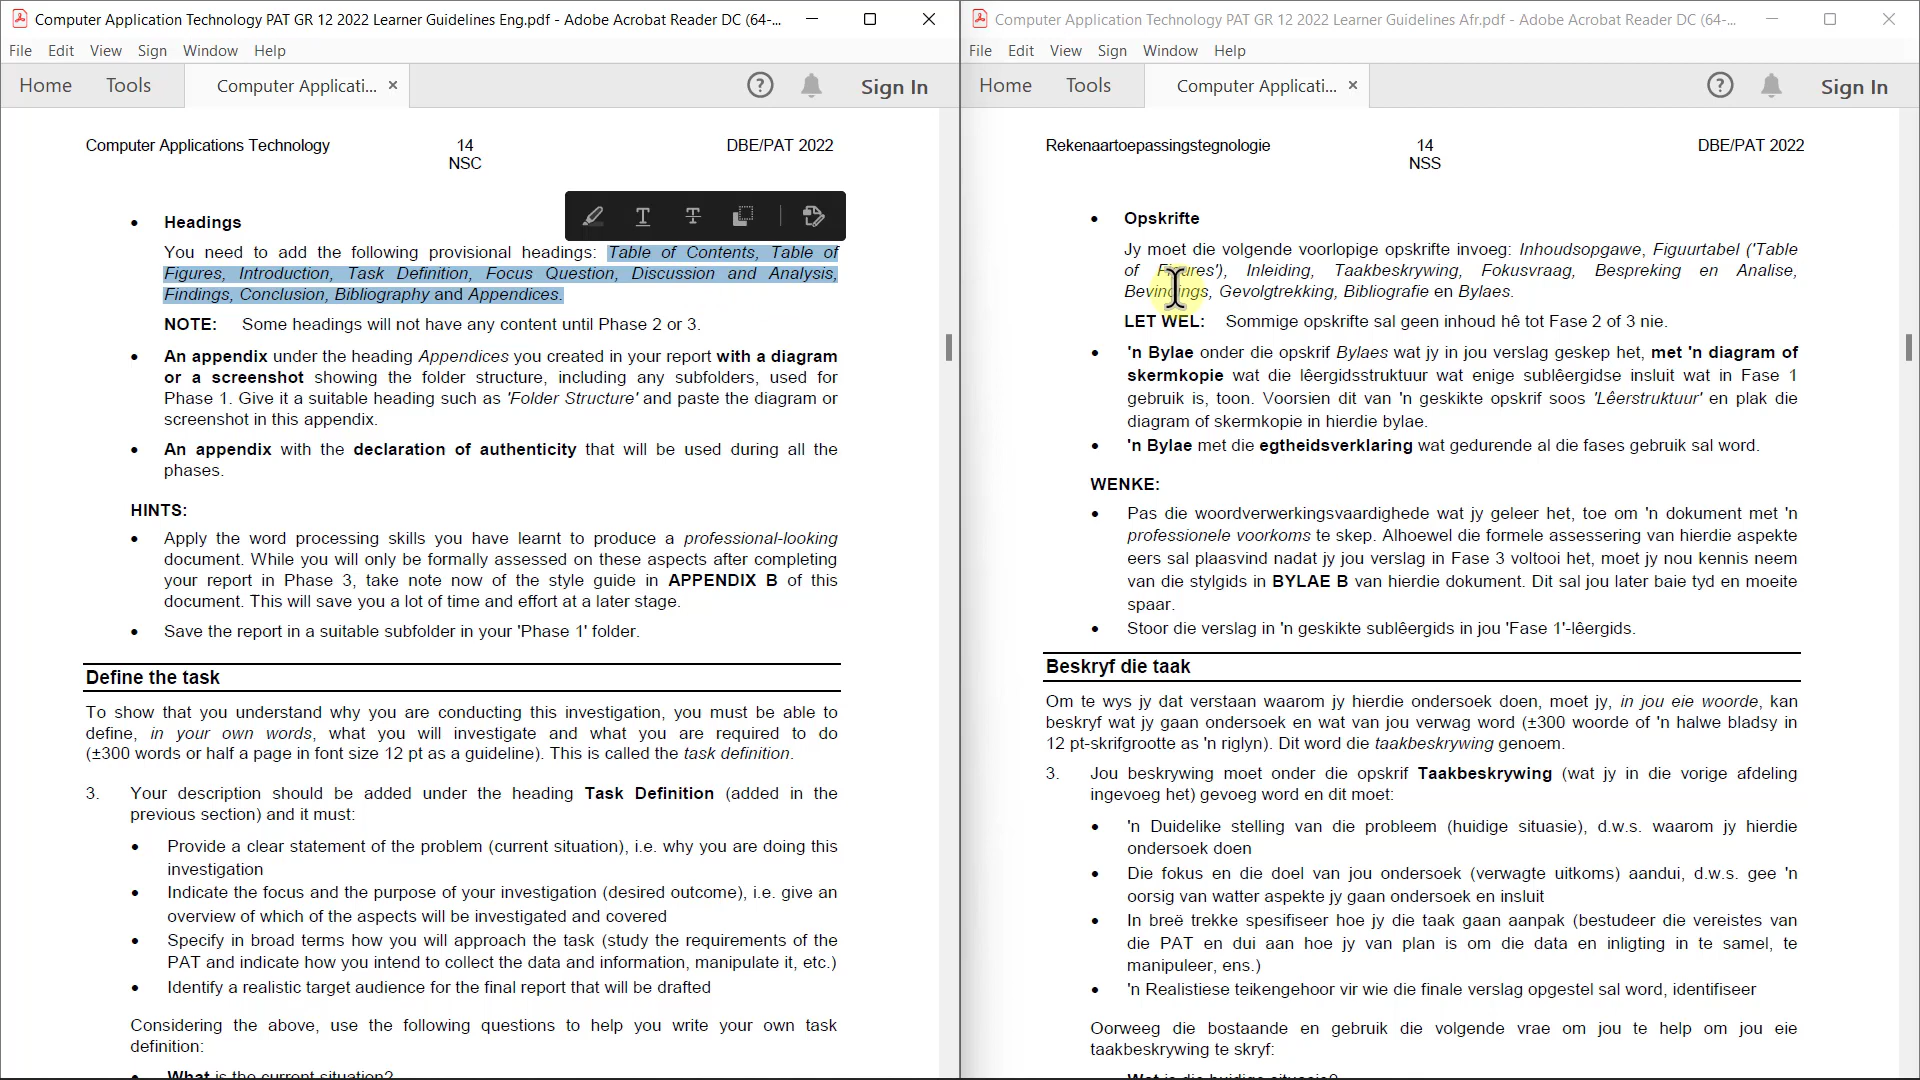 Computer Application Technology PAT GR 12 2022 Learner Guidelines Eng.pdf - Adobe Acrobat Reader DC (64-...
File Edit View Sign Window Help
Home Tools Computer Applicati... × Sign In
Computer Applications Technology 14 DBE/PAT 2022
NSC
• Headings
You need to add the following provisional headings: Table of Contents, Table of
Figures, Introduction, Task Definition, Focus Question, Discussion and Analysis,
Findings, Conclusion, Bibliography and Appendices.
NOTE: Some headings will not have any content until Phase 2 or 3.
• An appendix under the heading Appendices you created in your report with a diagram
or a screenshot showing the folder structure, including any subfolders, used for
Phase 1. Give it a suitable heading such as 'Folder Structure' and paste the diagram or
screenshot in this appendix.
• An appendix with the declaration of authenticity that will be used during all the
phases.
HINTS:
• Apply the word processing skills you have learnt to produce a professional-looking
document. While you will only be formally assessed on these aspects after completing
your report in Phase 3, take note now of the style guide in APPENDIX B of this
document. This will save you a lot of time and effort at a later stage.
• Save the report in a suitable subfolder in your 'Phase 1' folder.
Define the task
To show that you understand why you are conducting this investigation, you must be able to
define, in your own words, what you will investigate and what you are required to do
(±300 words or half a page in font size 12 pt as a guideline). This is called the task definition.
3. Your description should be added under the heading Task Definition (added in the
previous section) and it must:
• Provide a clear statement of the problem (current situation), i.e. why you are doing this
investigation
• Indicate the focus and the purpose of your investigation (desired outcome), i.e. give an
overview of which of the aspects will be investigated and covered
• Specify in broad terms how you will approach the task (study the requirements of the
PAT and indicate how you intend to collect the data and information, manipulate it, etc.)
• Identify a realistic target audience for the final report that will be drafted
Considering the above, use the following questions to help you write your own task
definition:
• What is the current situation?
Computer Application Technology PAT GR 12 2022 Learner Guidelines Afr.pdf - Adobe Acrobat Reader DC (64-...
File Edit View Sign Window Help
Home Tools Computer Applicati... × Sign In
Rekenaartoepassingstegnologie 14 DBE/PAT 2022
NSS
• Opskrifte
Jy moet die volgende voorlopige opskrifte invoeg: Inhoudsopgawe, Figuurtabel ('Table
of Figures'), Inleiding, Taakbeskrywing, Fokusvraag, Bespreking en Analise,
Bevindings, Gevolgtrekking, Bibliografie en Bylaes.
LET WEL: Sommige opskrifte sal geen inhoud hê tot Fase 2 of 3 nie.
• 'n Bylae onder die opskrif Bylaes wat jy in jou verslag geskep het, met 'n diagram of
skermkopie wat die lêergidsstruktuur wat enige sublêergidse insluit wat in Fase 1
gebruik is, toon. Voorsien dit van 'n geskikte opskrif soos 'Lêerstruktuur' en plak die
diagram of skermkopie in hierdie bylae.
• 'n Bylae met die egtheidsverklaring wat gedurende al die fases gebruik sal word.
WENKE:
• Pas die woordverwerkingsvaardighede wat jy geleer het, toe om 'n dokument met 'n
professionele voorkoms te skep. Alhoewel die formele assessering van hierdie aspekte
eers sal plaasvind nadat jy jou verslag in Fase 3 voltooi het, moet jy nou kennis neem
van die stylgids in BYLAE B van hierdie dokument. Dit sal jou later baie tyd en moeite
spaar.
• Stoor die verslag in 'n geskikte sublêergids in jou 'Fase 1'-lêergids.
Beskryf die taak
Om te wys jy dat verstaan waarom jy hierdie ondersoek doen, moet jy, in jou eie woorde, kan
beskryf wat jy gaan ondersoek en wat van jou verwag word (±300 woorde of 'n halwe bladsy in
12 pt-skrifgrootte as 'n riglyn). Dit word die taakbeskrywing genoem.
3. Jou beskrywing moet onder die opskrif Taakbeskrywing (wat jy in die vorige afdeling
ingevoeg het) gevoeg word en dit moet:
• 'n Duidelike stelling van die probleem (huidige situasie), d.w.s. waarom jy hierdie
ondersoek doen
• Die fokus en die doel van jou ondersoek (verwagte uitkoms) aandui, d.w.s. gee 'n
oorsig van watter aspekte jy gaan ondersoek en insluit
• In breë trekke spesifiseer hoe jy die taak gaan aanpak (bestudeer die vereistes van
die PAT en dui aan hoe jy van plan is om die data en inligting in te samel, te
manipuleer, ens.)
• 'n Realistiese teikengehoor vir wie die finale verslag opgestel sal word, identifiseer
Oorweeg die bostaande en gebruik die volgende vrae om jou te help om jou eie
taakbeskrywing te skryf:
Wat is die huidige situasie?